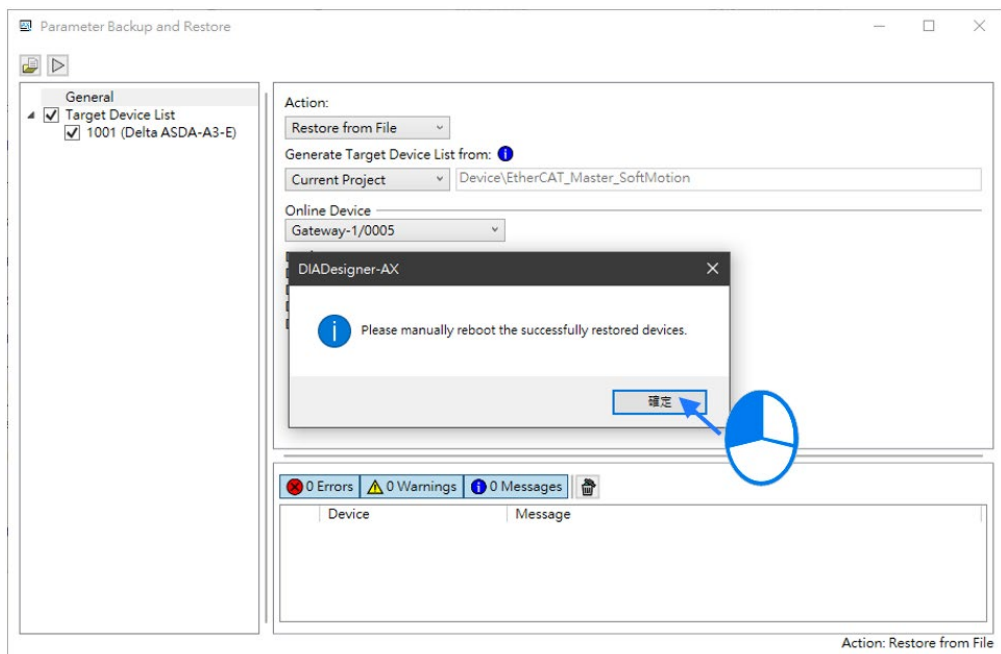 Parameter Backup and Restore
General
Target Device List
1001 (Delta ASDA-A3-E)
Action:
Restore from File
Generate Target Device List from:
Current Project
Device\EtherCAT_Master_SoftMotion
Online Device
Gateway-1/0005
DIADesigner-AX
Please manually reboot the successfully restored devices.
確定
0 Errors
0 Warnings
0 Messages
Device
Message
Action: Restore from File